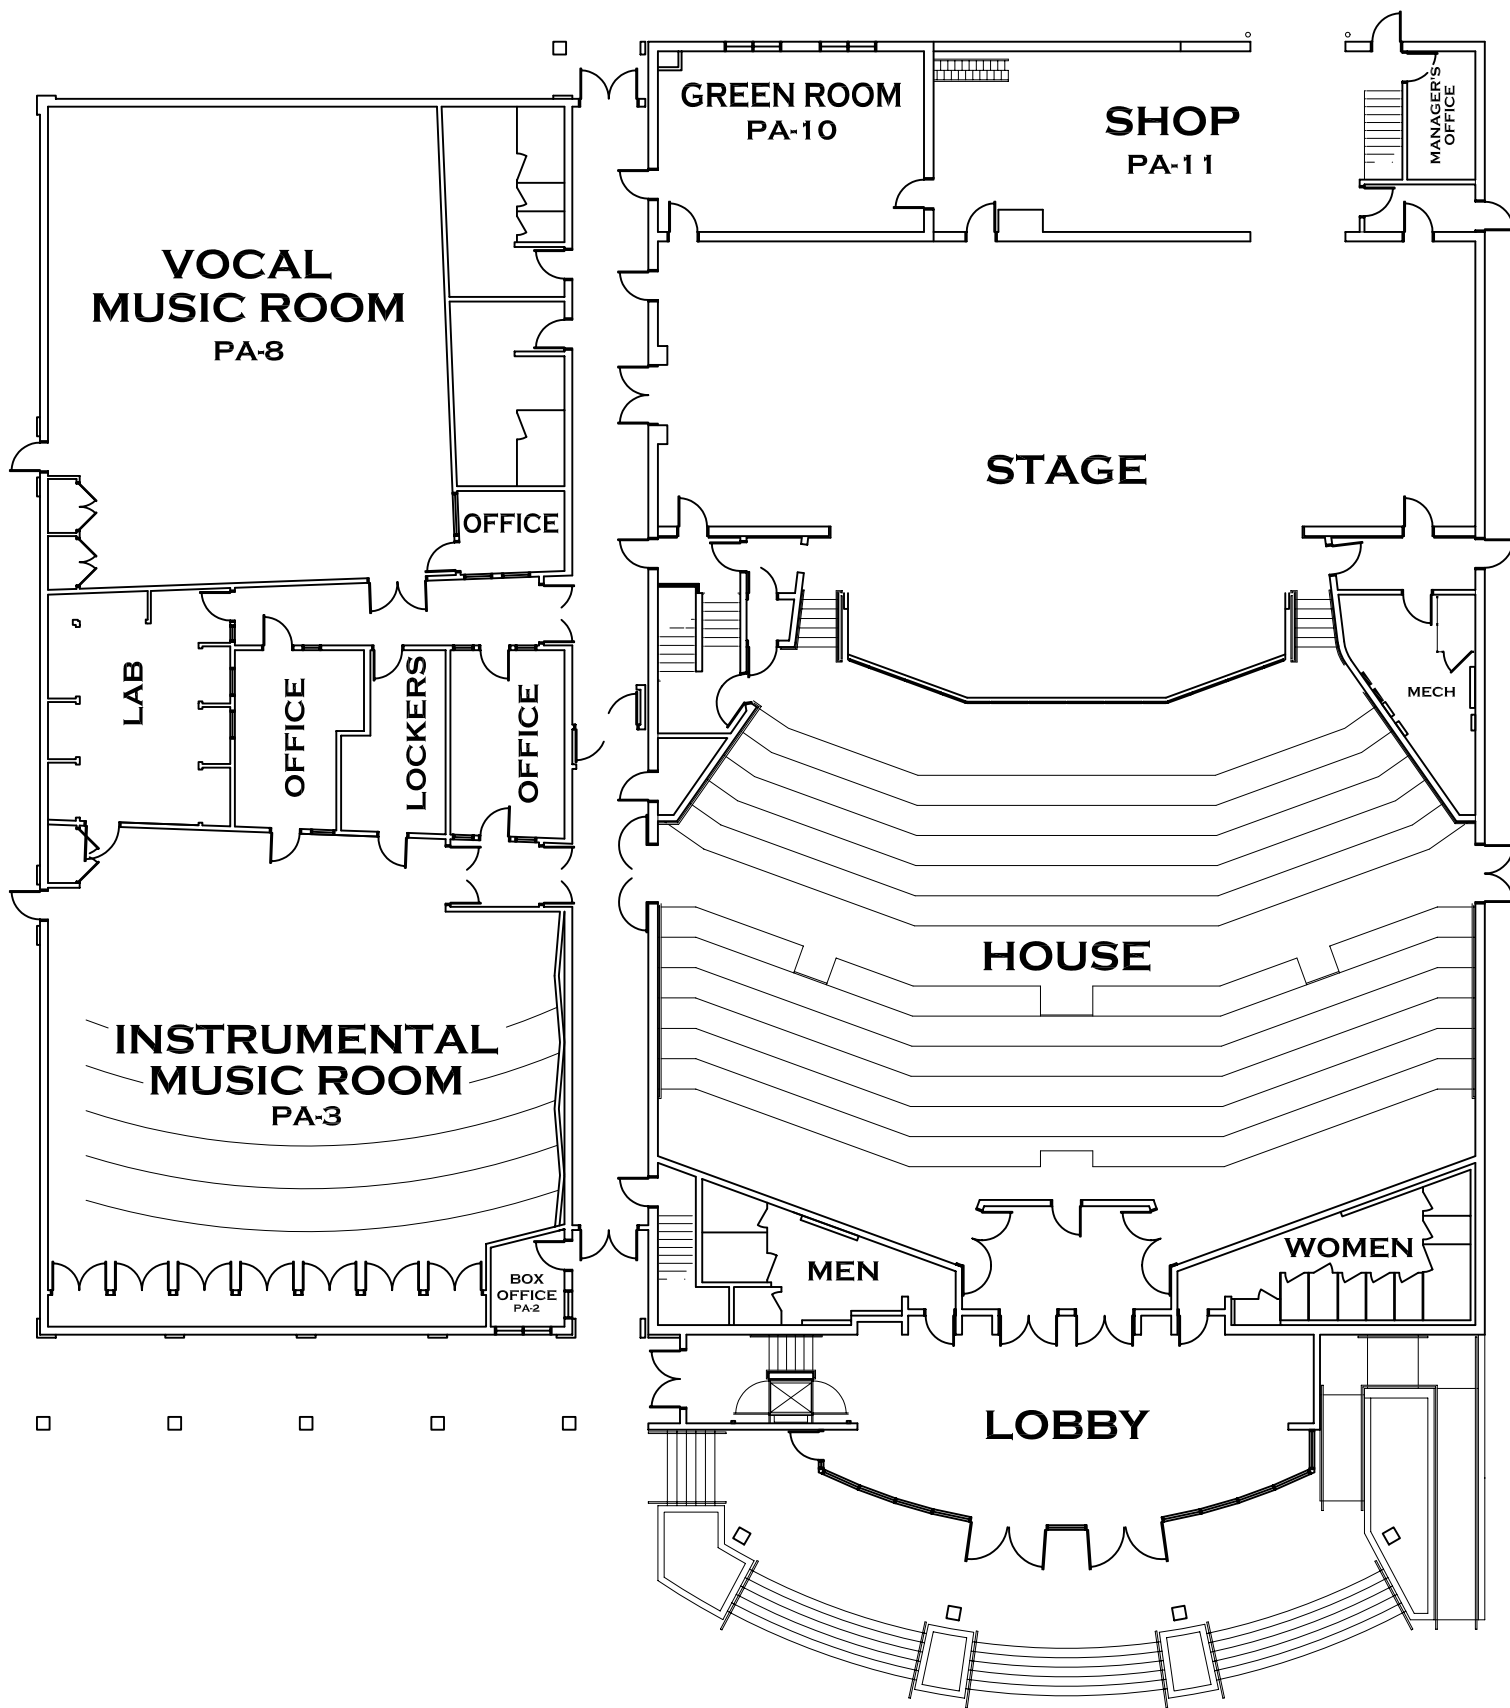 GREEN ROOM
PA-10
SHOP
PA-11
MANAGER'S
OFFICE
VOCAL
MUSIC ROOM
PA-8
STAGE
OFFICE
LAB
OFFICE
LOCKERS
OFFICE
MECH
HOUSE
INSTRUMENTAL
MUSIC ROOM
PA-3
BOX
OFFICE
PA-2
MEN
WOMEN
LOBBY